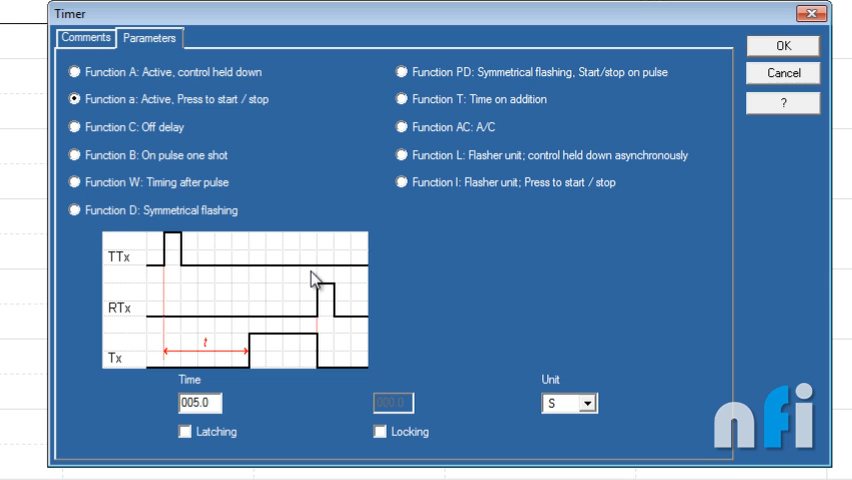 Timer
Comments
Parameters
OK
Cancel
?
Function A: Active, control held down
Function a: Active, Press to start / stop
Function C: Off delay
Function B: On pulse one shot
Function W: Timing after pulse
Function D: Symmetrical flashing
Function PD: Symmetrical flashing, Start/stop on pulse
Function T: Time on addition
Function AC: A/C
Function L: Flasher unit; control held down asynchronously
Function I: Flasher unit; Press to start / stop
TTx
RTx
t
Tx
Time
Unit
005.0
000.0
S
Latching
Locking
nfi